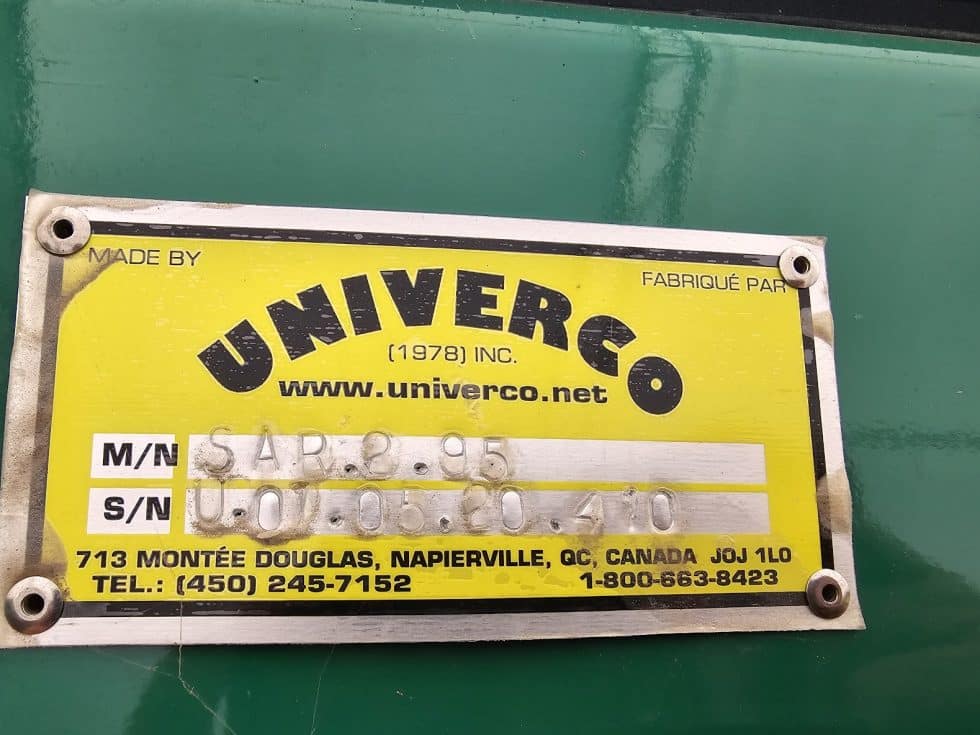 MADE BY
FABRIQUÉ PAR
UNIVERCO
(1978) INC.
www.univerco.net
M/N SAR.2.95
S/N U.07.05.20.410
713 MONTÉE DOUGLAS, NAPIERVILLE, QC, CANADA JOJ 1L0
TEL.: (450) 245-7152 1-800-663-8423